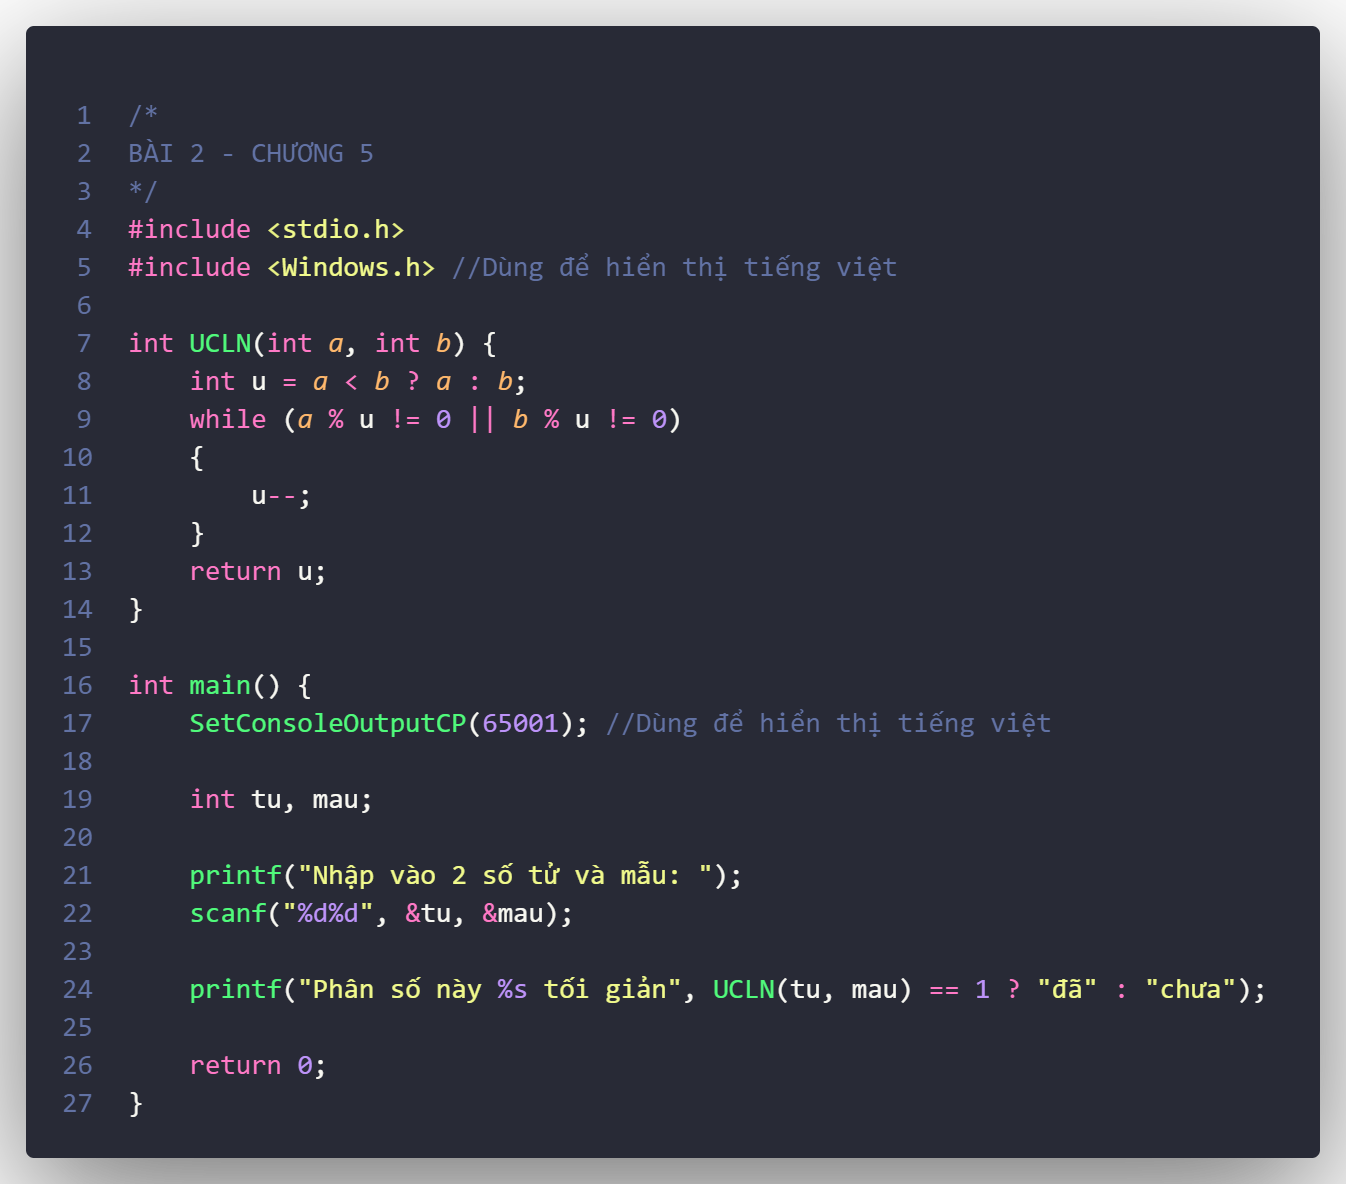 1 /*
2 BÀI 2 - CHƯƠNG 5
3 */
4 #include <stdio.h>
5 #include <Windows.h> //Dùng để hiển thị tiếng việt
6
7 int UCLN(int a, int b) {
8     int u = a < b ? a : b;
9     while (a % u != 0 || b % u != 0)
10     {
11         u--;
12     }
13     return u;
14 }
15
16 int main() {
17     SetConsoleOutputCP(65001); //Dùng để hiển thị tiếng việt
18
19     int tu, mau;
20
21     printf("Nhập vào 2 số tử và mẫu: ");
22     scanf("%d%d", &tu, &mau);
23
24     printf("Phân số này %s tối giản", UCLN(tu, mau) == 1 ? "đã" : "chưa");
25
26     return 0;
27 }